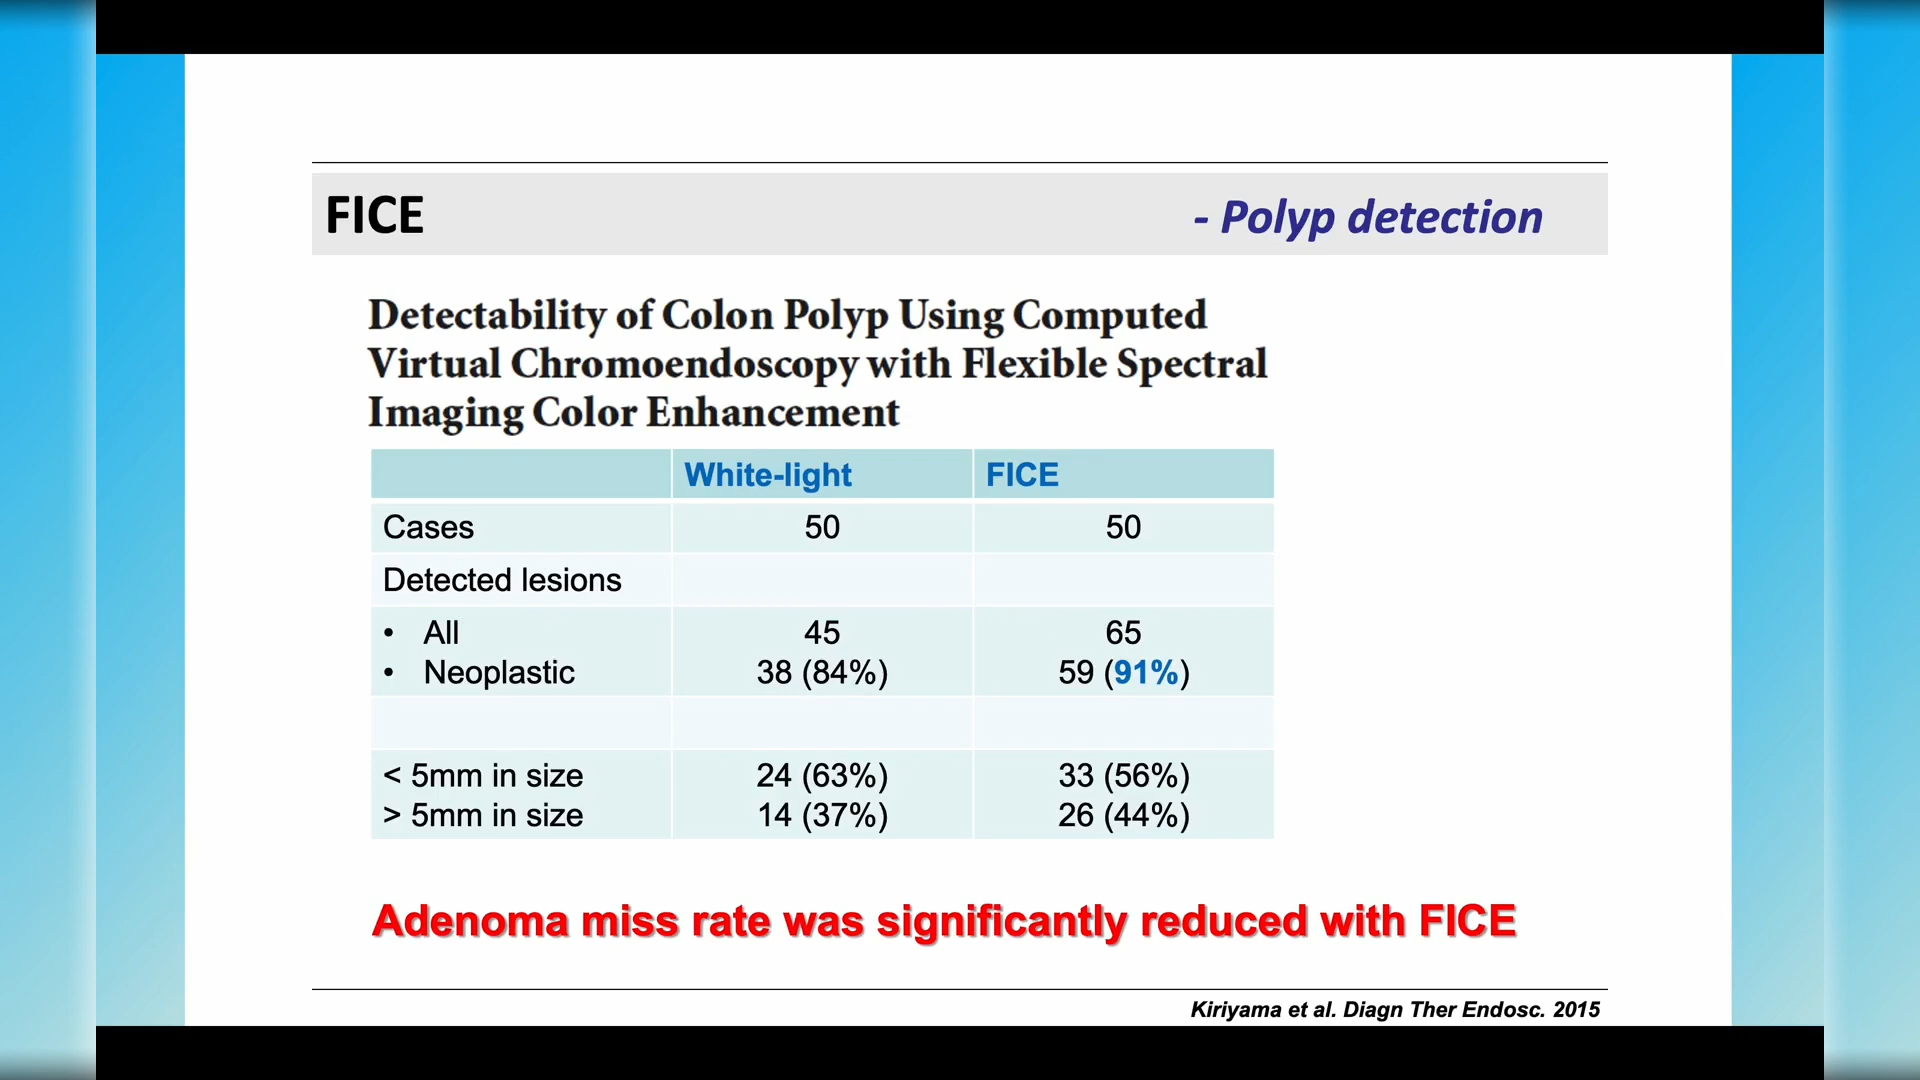 FICE
- Polyp detection
Detectability of Colon Polyp Using Computed
Virtual Chromoendoscopy with Flexible Spectral
Imaging Color Enhancement
White-light FICE
Cases 50 50
Detected lesions
• All 45 65
• Neoplastic 38 (84%) 59 (91%)
< 5mm in size 24 (63%) 33 (56%)
> 5mm in size 14 (37%) 26 (44%)
Adenoma miss rate was significantly reduced with FICE
Kiriyama et al. Diagn Ther Endosc. 2015